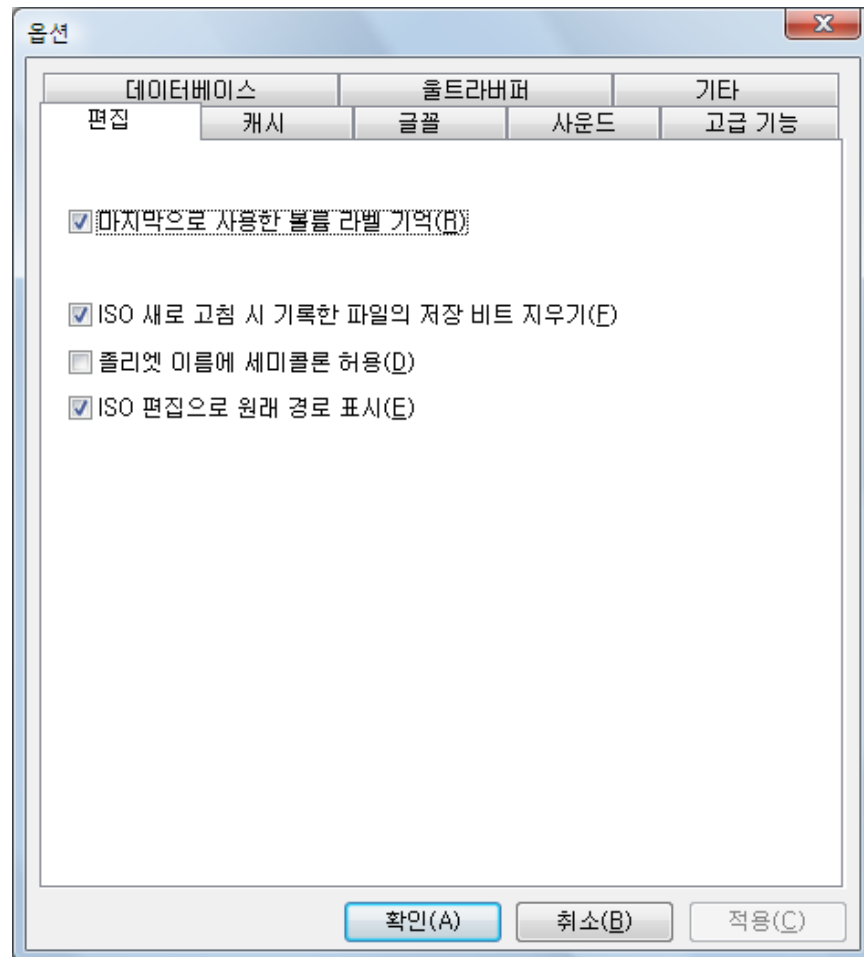 옵션
데이터베이스 울트라버퍼 기타
편집 캐시 글꼴 사운드 고급 기능
마지막으로 사용한 볼륨 라벨 기억(R)
ISO 새로 고침 시 기록한 파일의 저장 비트 지우기(F)
졸리엣 이름에 세미콜론 허용(D)
ISO 편집으로 원래 경로 표시(E)
확인(A) 취소(B) 적용(C)